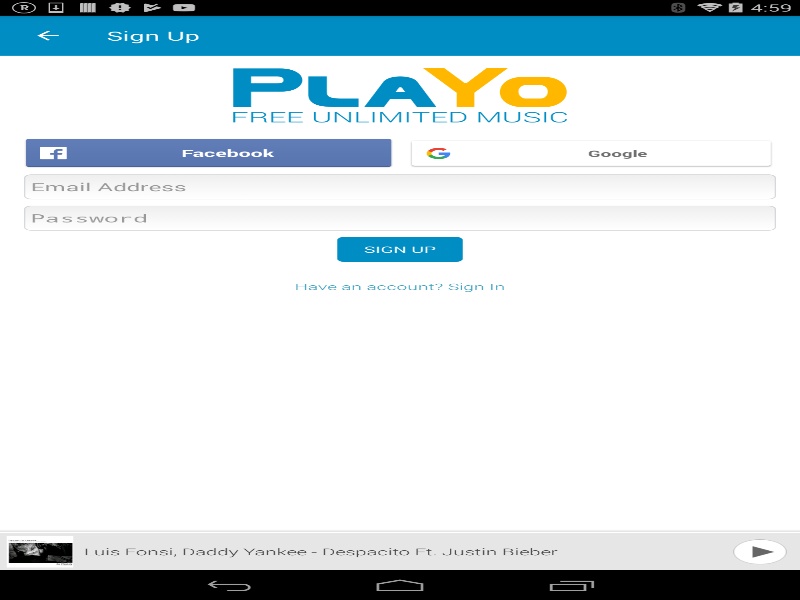 4:59
Sign Up
PLAYO
FREE UNLIMITED MUSIC
Facebook
Google
Email Address
Password
SIGN UP
Have an account? Sign In
Luis Fonsi, Daddy Yankee - Despacito Ft. Justin Bieber